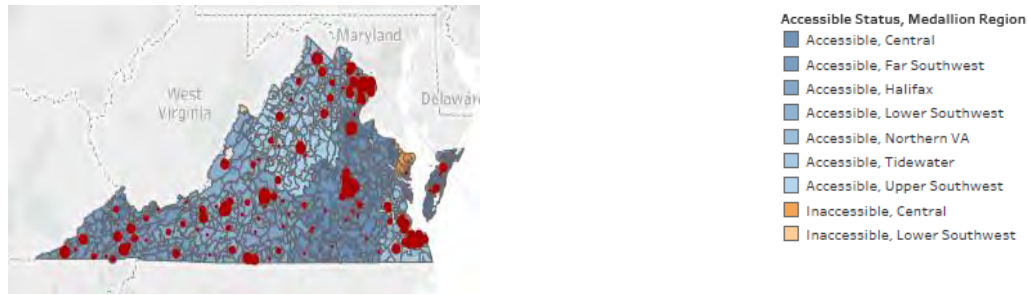 Maryland
West
Virginia
Delaware
Accessible Status, Medallion Region
Accessible, Central
Accessible, Far Southwest
Accessible, Halifax
Accessible, Lower Southwest
Accessible, Northern VA
Accessible, Tidewater
Accessible, Upper Southwest
Inaccessible, Central
Inaccessible, Lower Southwest